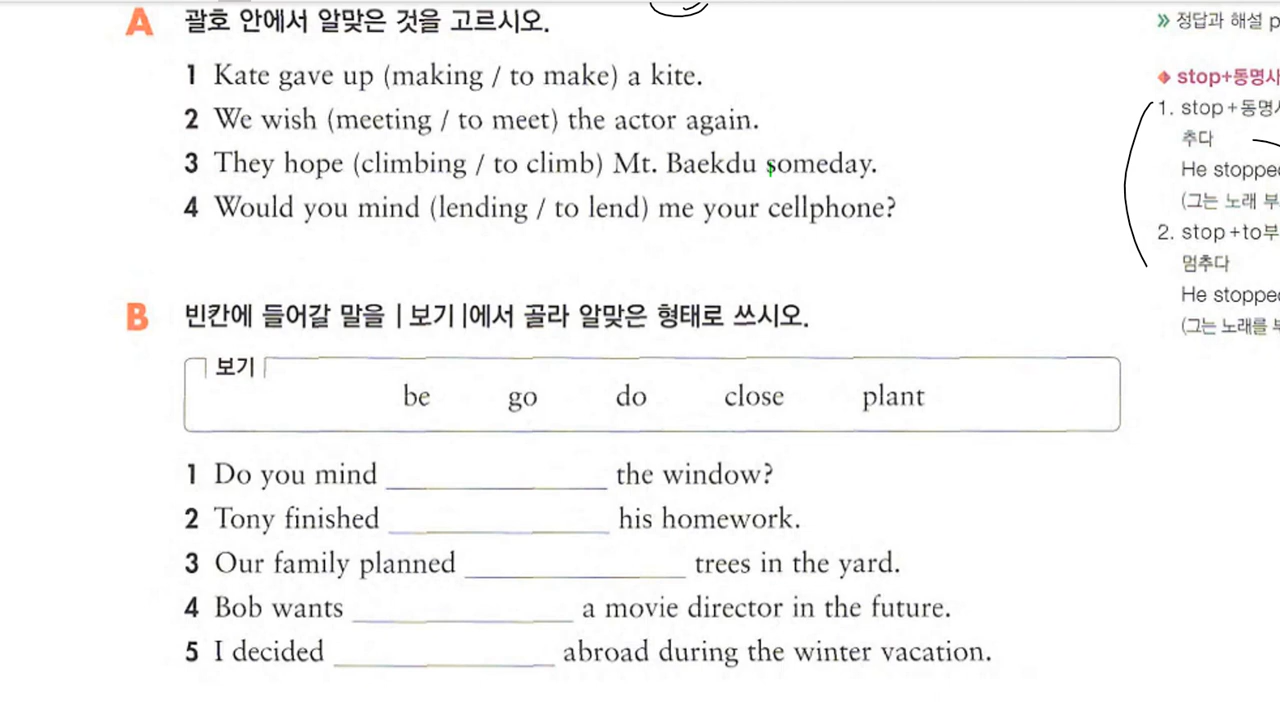 A 괄호 안에서 알맞은 것을 고르시오.
1 Kate gave up (making / to make) a kite.
2 We wish (meeting / to meet) the actor again.
3 They hope (climbing / to climb) Mt. Baekdu someday.
4 Would you mind (lending / to lend) me your cellphone?
B 빈칸에 들어갈 말을 |보기|에서 골라 알맞은 형태로 쓰시오.
보기
be go do close plant
1 Do you mind ______ the window?
2 Tony finished ______ his homework.
3 Our family planned ______ trees in the yard.
4 Bob wants ______ a movie director in the future.
5 I decided ______ abroad during the winter vacation.
» 정답과 해설 p
◆ stop+동명사
1. stop+동명사
추다
He stopped
(그는 노래 부
2. stop+to부
멈추다
He stopped
(그는 노래를 부